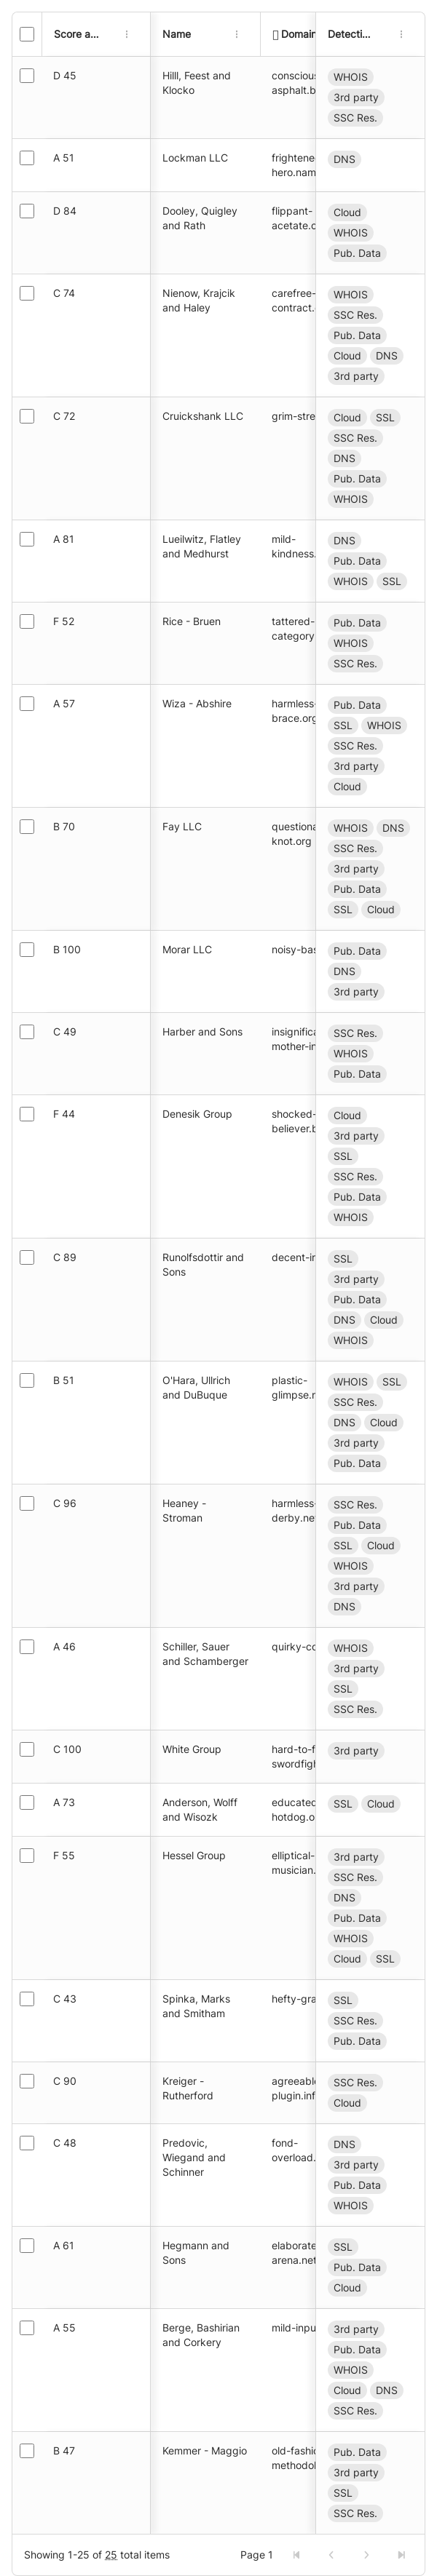 Score a... Name Domain Detecti...
D 45 Hilll, Feest and conscious- WHOIS
Klocko asphalt.b 3rd party
SSC Res.
A 51 Lockman LLC frightene DNS
hero.nam
D 84 Dooley, Quigley flippant- Cloud
and Rath acetate.c WHOIS
Pub. Data
C 74 Nienow, Krajcik carefree- WHOIS
and Haley contract. SSC Res.
Pub. Data
Cloud DNS
3rd party
C 72 Cruickshank LLC grim-stre Cloud SSL
SSC Res.
DNS
Pub. Data
WHOIS
A 81 Lueilwitz, Flatley mild- DNS
and Medhurst kindness. Pub. Data
WHOIS SSL
F 52 Rice - Bruen tattered- Pub. Data
category WHOIS
SSC Res.
A 57 Wiza - Abshire harmless- Pub. Data
brace.org SSL WHOIS
SSC Res.
3rd party
Cloud
B 70 Fay LLC questiona WHOIS DNS
knot.org SSC Res.
3rd party
Pub. Data
SSL Cloud
B 100 Morar LLC noisy-bas Pub. Data
DNS
3rd party
C 49 Harber and Sons insignifica SSC Res.
mother-in WHOIS
Pub. Data
F 44 Denesik Group shocked- Cloud
believer.b 3rd party
SSL
SSC Res.
Pub. Data
WHOIS
C 89 Runolfsdottir and decent-in SSL
Sons 3rd party
Pub. Data
DNS Cloud
WHOIS
B 51 O'Hara, Ullrich plastic- WHOIS SSL
and DuBuque glimpse.n SSC Res.
DNS Cloud
3rd party
Pub. Data
C 96 Heaney - harmless- SSC Res.
Stroman derby.net Pub. Data
SSL Cloud
WHOIS
3rd party
DNS
A 46 Schiller, Sauer quirky-co WHOIS
and Schamberger 3rd party
SSL
SSC Res.
C 100 White Group hard-to-f 3rd party
swordfigh
A 73 Anderson, Wolff educated SSL Cloud
and Wisozk hotdog.o
F 55 Hessel Group elliptical- 3rd party
musician. SSC Res.
DNS
Pub. Data
WHOIS
Cloud SSL
C 43 Spinka, Marks hefty-gra SSL
and Smitham SSC Res.
Pub. Data
C 90 Kreiger - agreeable SSC Res.
Rutherford plugin.inf Cloud
C 48 Predovic, fond- DNS
Wiegand and overload. 3rd party
Schinner Pub. Data
WHOIS
A 61 Hegmann and elaborate SSL
Sons arena.net Pub. Data
Cloud
A 55 Berge, Bashirian mild-inpu 3rd party
and Corkery Pub. Data
WHOIS
Cloud DNS
SSC Res.
B 47 Kemmer - Maggio old-fashio Pub. Data
methodol 3rd party
SSL
SSC Res.
Showing 1-25 of 25 total items Page 1